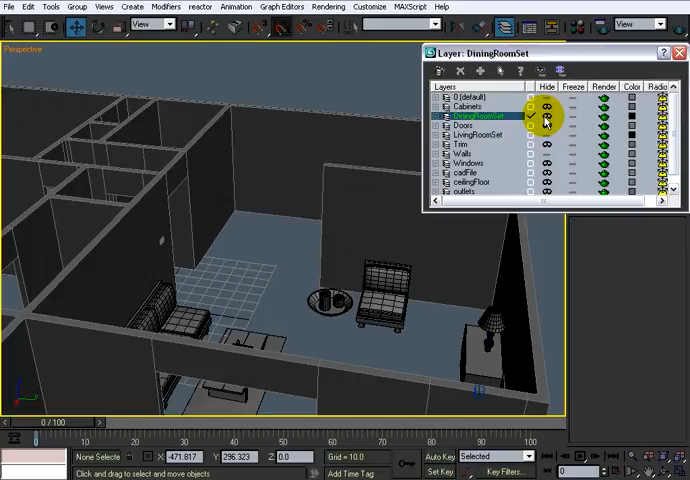 File Edit Tools Group Views Create Modifiers reactor Animation Graph Editors Rendering Customize MAXScript Help
View View
Perspective
Layer: DiningRoomSet
Layers Hide Freeze Render Color Radio
0 (default)
Cabinets
DiningRoomSet
Doors
LivingRoomSet
Trim
Walls
Windows
cadFile
ceilingFloor
outlets
0 / 100
0 10 20 30 40 50 60 70 80 90 100
None Selecte X: -471.817 Y: 296.323 Z: 0.0 Grid = 10.0 Auto Key Selected
Click and drag to select and move objects Add Time Tag Set Key Key Filters... 0